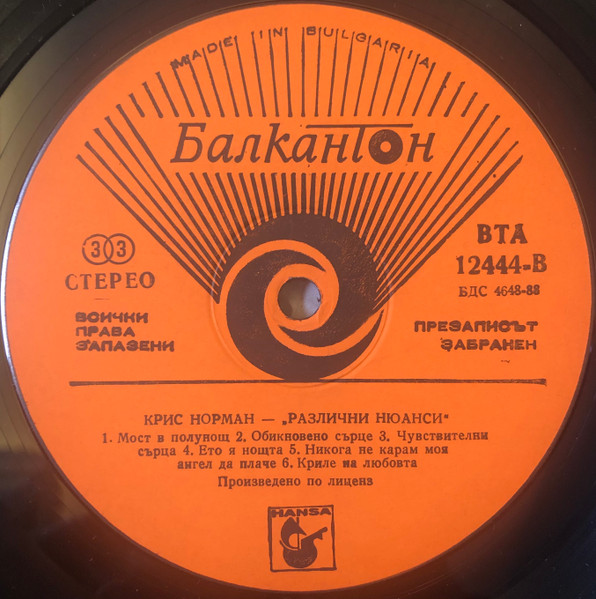 MADE IN BULGARIA
Балкантон
33
СТЕРЕО
ВСИЧКИ
ПРАВА
ЗАПАЗЕНИ
ВТА
12444-В
БДС 4648-88
ПРЕЗАПИСЪТ
ЗАБРАНЕН
КРИС НОРМАН — „РАЗЛИЧНИ НЮАНСИ“
1. Мост в полунощ 2. Обикновено сърце 3. Чувствителни
сърца 4. Ето я нощта 5. Никога не карам моя
ангел да плаче 6. Криле на любовта
Произведено по лиценз
HANSA